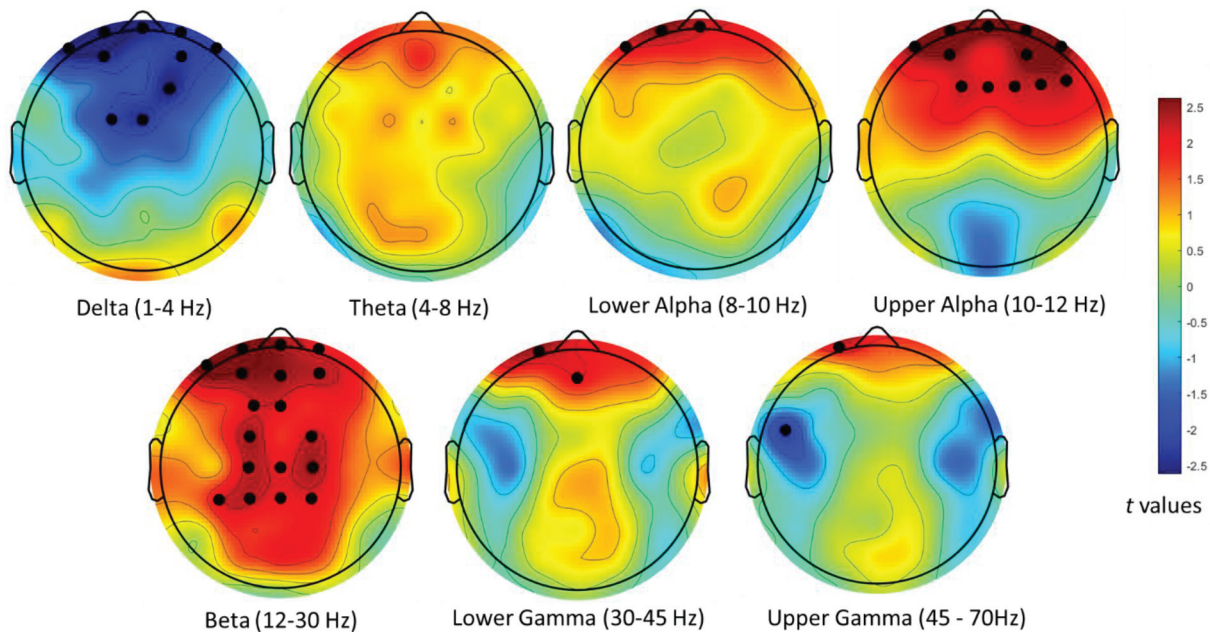 Delta (1-4 Hz)
Theta (4-8 Hz)
Lower Alpha (8-10 Hz)
Upper Alpha (10-12 Hz)
2.5
2
1.5
1
0.5
0
-0.5
-1
-1.5
-2
-2.5
t values
Beta (12-30 Hz)
Lower Gamma (30-45 Hz)
Upper Gamma (45 - 70Hz)